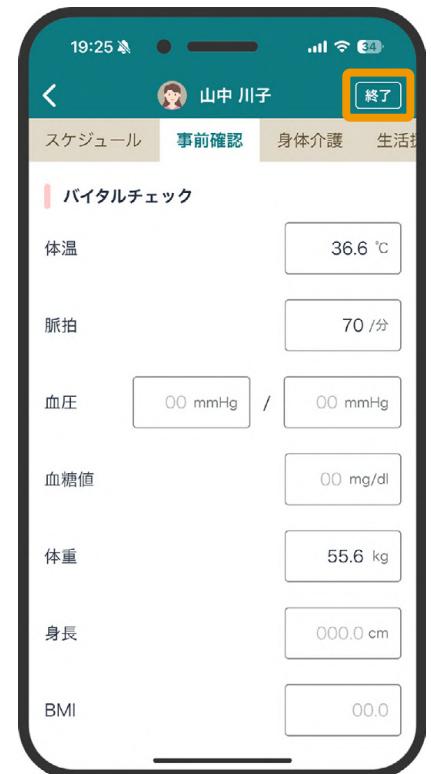 19:25 34
山中 川子 終了
スケジュール 事前確認 身体介護 生活
バイタルチェック
体温 36.6 ℃
脈拍 70 /分
血圧 00 mmHg / 00 mmHg
血糖値 00 mg/dl
体重 55.6 kg
身長 000.0 cm
BMI 00.0